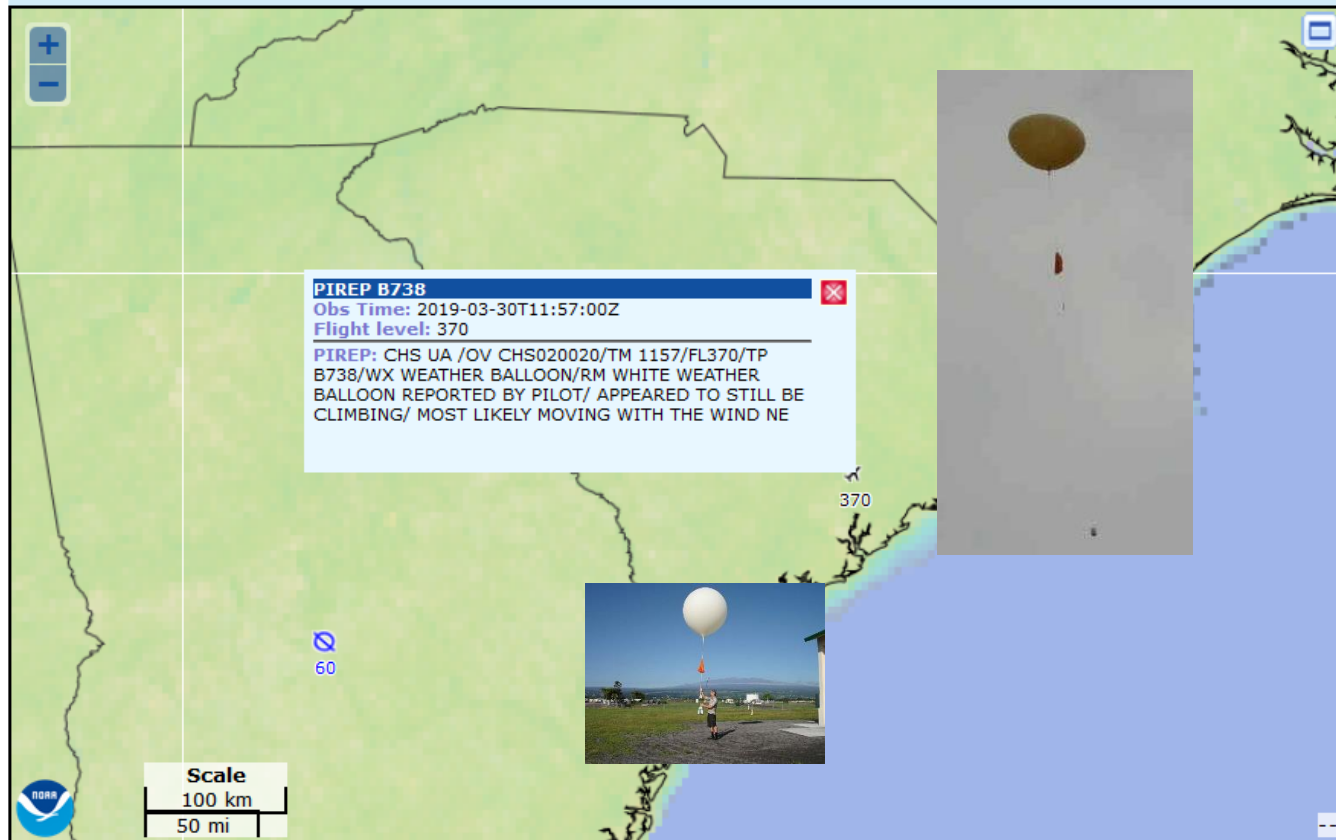 +
−
PIREP B738
Obs Time: 2019-03-30T11:57:00Z
Flight level: 370
PIREP: CHS UA /OV CHS020020/TM 1157/FL370/TP
B738/WX WEATHER BALLOON/RM WHITE WEATHER
BALLOON REPORTED BY PILOT/ APPEARED TO STILL BE
CLIMBING/ MOST LIKELY MOVING WITH THE WIND NE
370
60
Scale
100 km
50 mi
NOAA
--